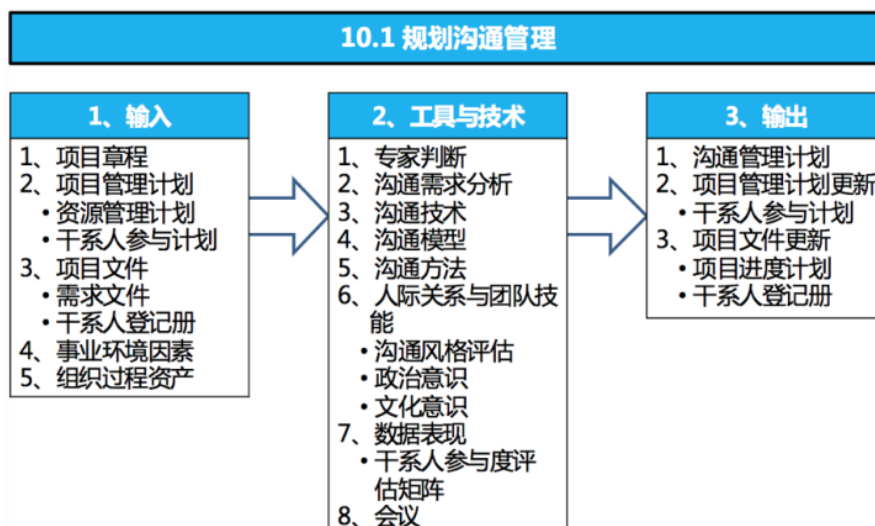 10.1 规划沟通管理
1、输入
1、项目章程
2、项目管理计划
• 资源管理计划
• 干系人参与计划
3、项目文件
• 需求文件
• 干系人登记册
4、事业环境因素
5、组织过程资产
2、工具与技术
1、专家判断
2、沟通需求分析
3、沟通技术
4、沟通模型
5、沟通方法
6、人际关系与团队技
能
• 沟通风格评估
• 政治意识
• 文化意识
7、数据表现
• 干系人参与度评
估矩阵
8、会议
3、输出
1、沟通管理计划
2、项目管理计划更新
• 干系人参与计划
3、项目文件更新
• 项目进度计划
• 干系人登记册